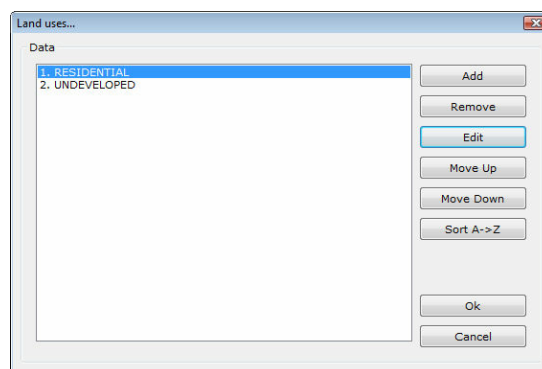 Land uses...
Data
1. RESIDENTIAL
2. UNDEVELOPED
Add
Remove
Edit
Move Up
Move Down
Sort A->Z
Ok
Cancel